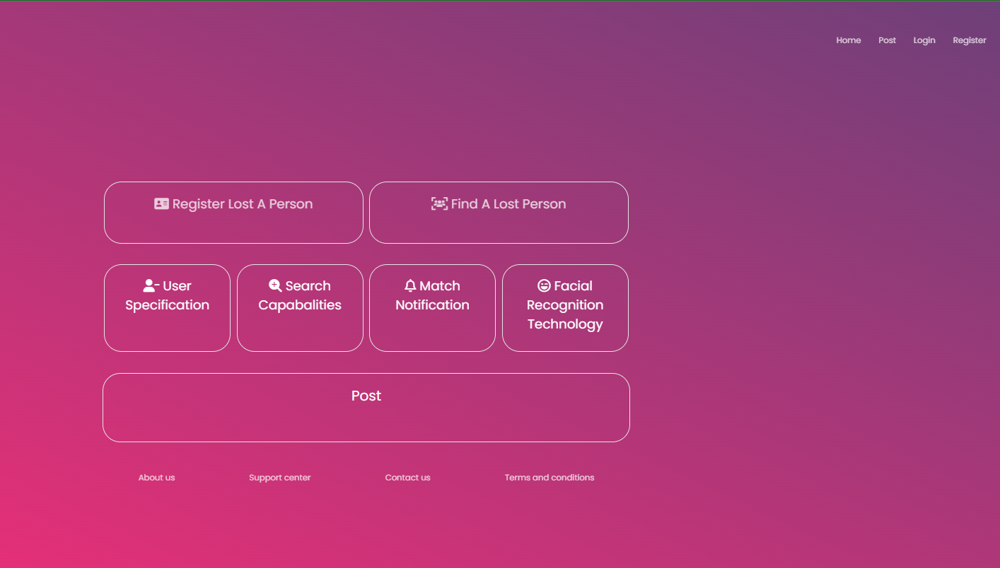 Home Post Login Register
Register Lost A Person
Find A Lost Person
User
Specification
Search
Capabalities
Match
Notification
Facial
Recognition
Technology
Post
About us Support center Contact us Terms and conditions